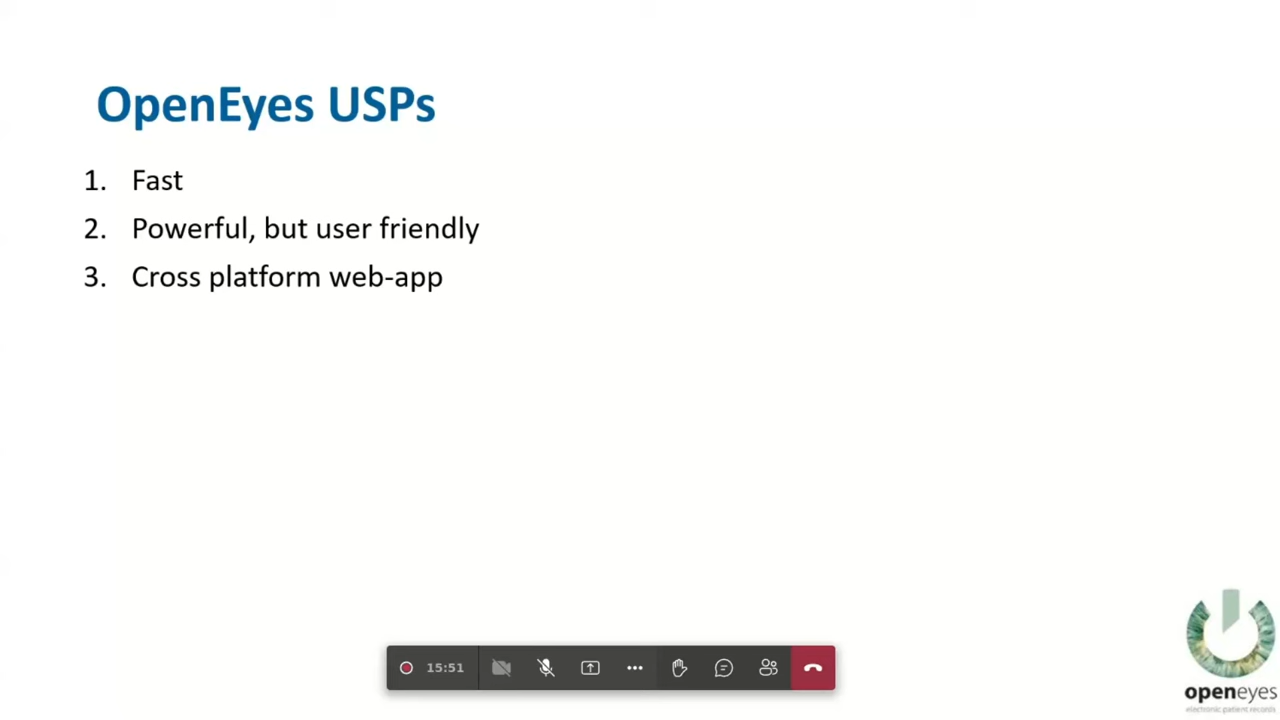 OpenEyes USPs
1. Fast
2. Powerful, but user friendly
3. Cross platform web-app
15:51
openeyes
electronic patient records